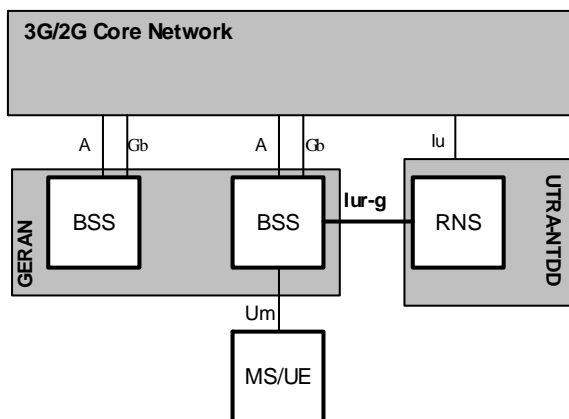 3G/2G Core Network
A
Gb
A
Gb
Iu
BSS
BSS
Iur-g
RNS
GERAN
UTRA-NTDD
Um
MS/UE